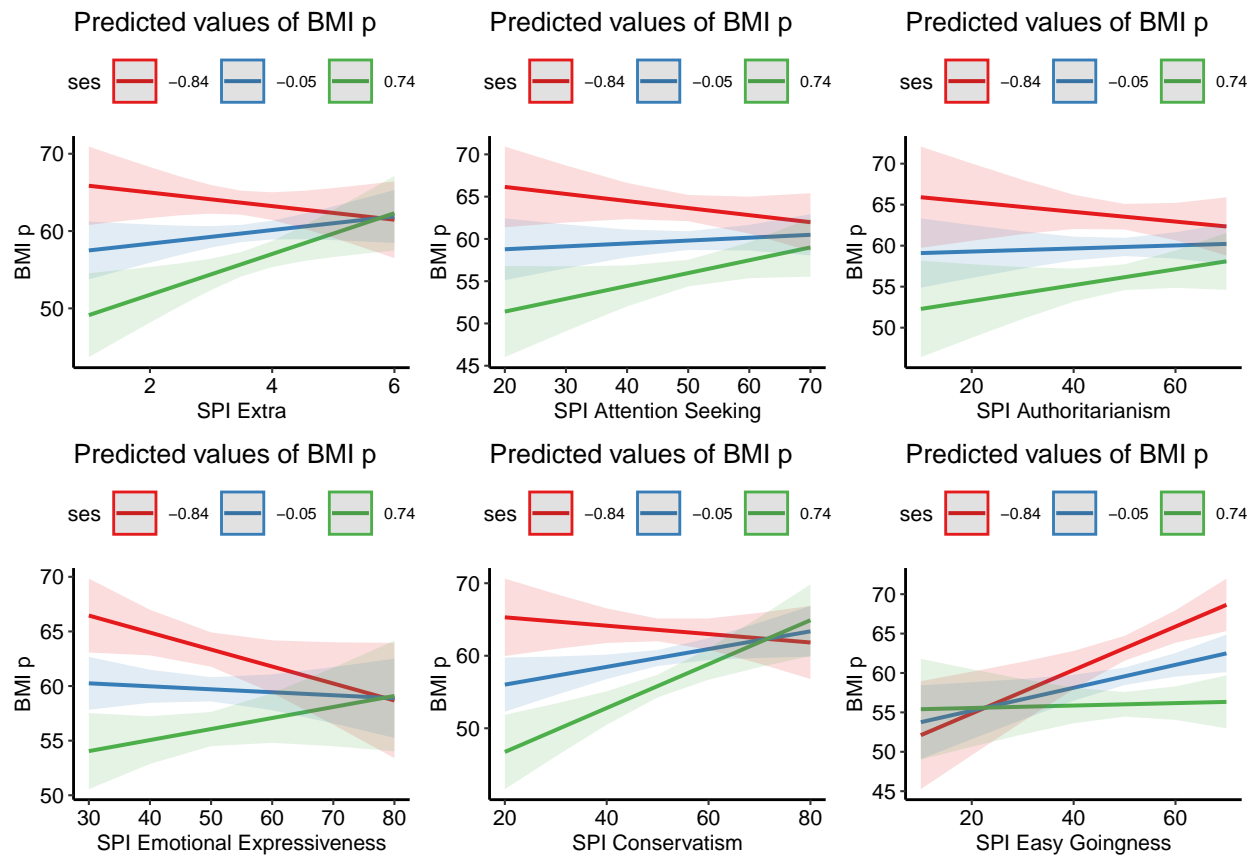 Predicted values of BMI p
ses −0.84 −0.05 0.74
70
60
50
BMI p
2 4 6
SPI Extra
Predicted values of BMI p
ses −0.84 −0.05 0.74
70
65
60
55
50
45
BMI p
20 30 40 50 60 70
SPI Attention Seeking
Predicted values of BMI p
ses −0.84 −0.05 0.74
70
65
60
55
50
BMI p
20 40 60
SPI Authoritarianism
Predicted values of BMI p
ses −0.84 −0.05 0.74
70
65
60
55
50
BMI p
30 40 50 60 70 80
SPI Emotional Expressiveness
Predicted values of BMI p
ses −0.84 −0.05 0.74
70
60
50
BMI p
20 40 60 80
SPI Conservatism
Predicted values of BMI p
ses −0.84 −0.05 0.74
70
65
60
55
50
45
BMI p
20 40 60
SPI Easy Goingness